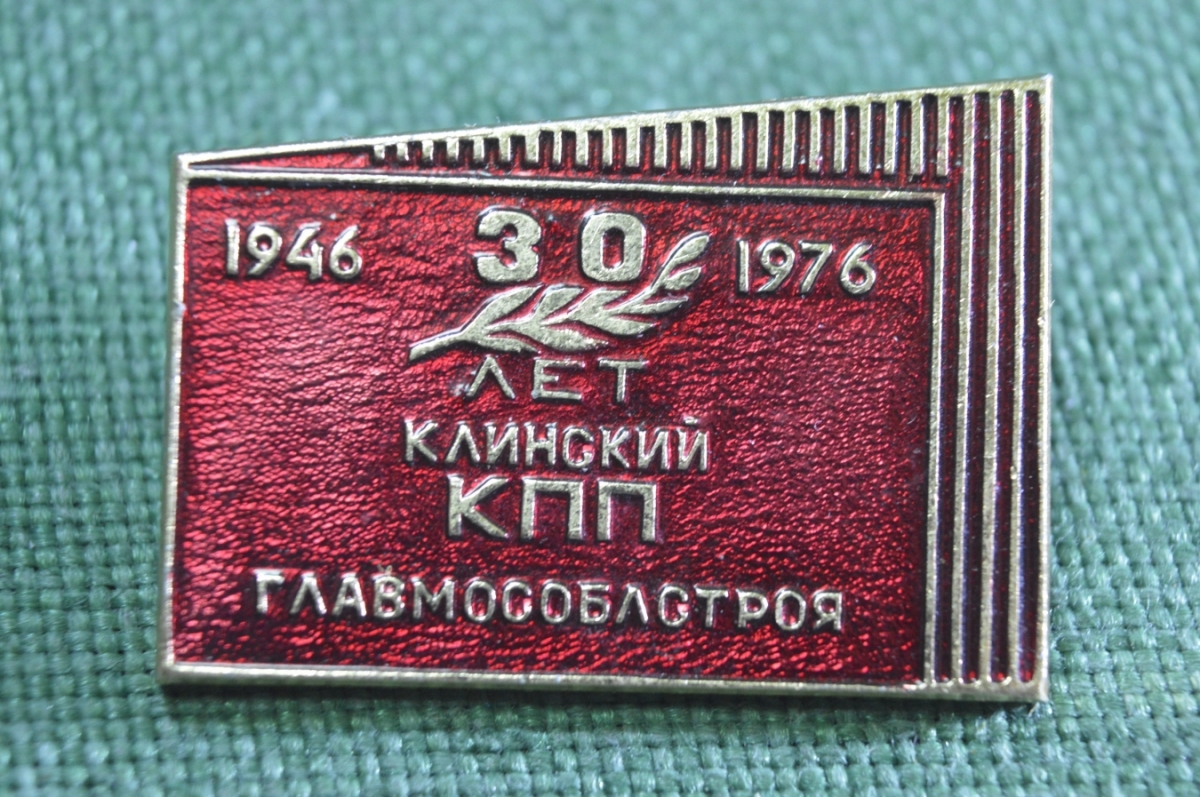 1946 30 1976
ЛЕТ
КЛИНСКИЙ
КПП
ГЛАВМОСОБЛСТРОЯ